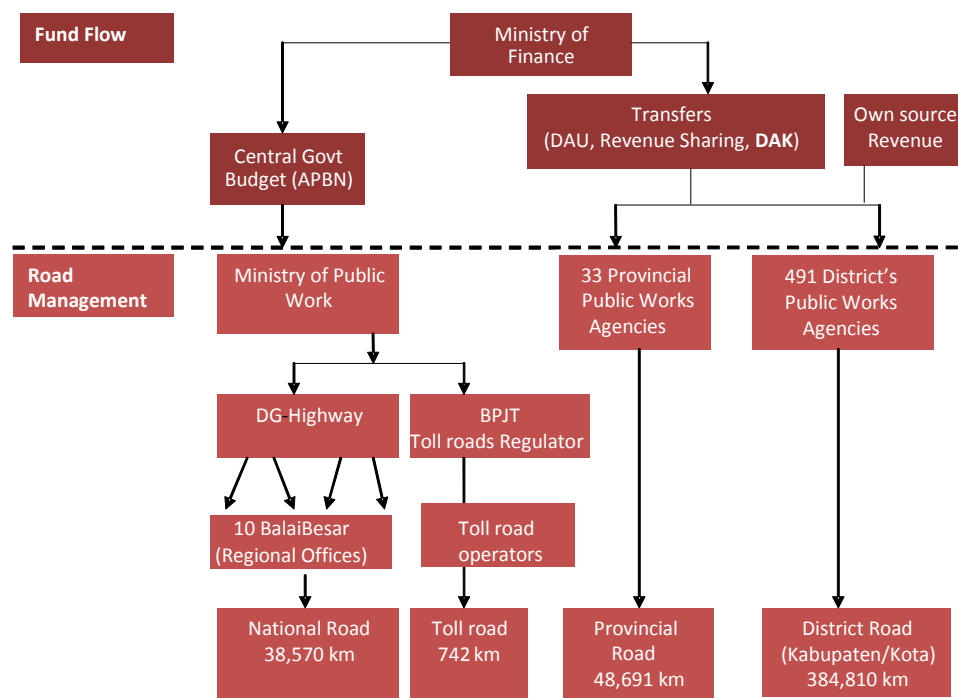 Fund Flow
Ministry of
Finance
Transfers
(DAU, Revenue Sharing, DAK)
Own source
Revenue
Central Govt
Budget (APBN)
Road
Management
Ministry of Public
Work
33 Provincial
Public Works
Agencies
491 District’s
Public Works
Agencies
DG-Highway
BPJT
Toll roads Regulator
10 BalaiBesar
(Regional Offices)
Toll road
operators
National Road
38,570 km
Toll road
742 km
Provincial
Road
48,691 km
District Road
(Kabupaten/Kota)
384,810 km